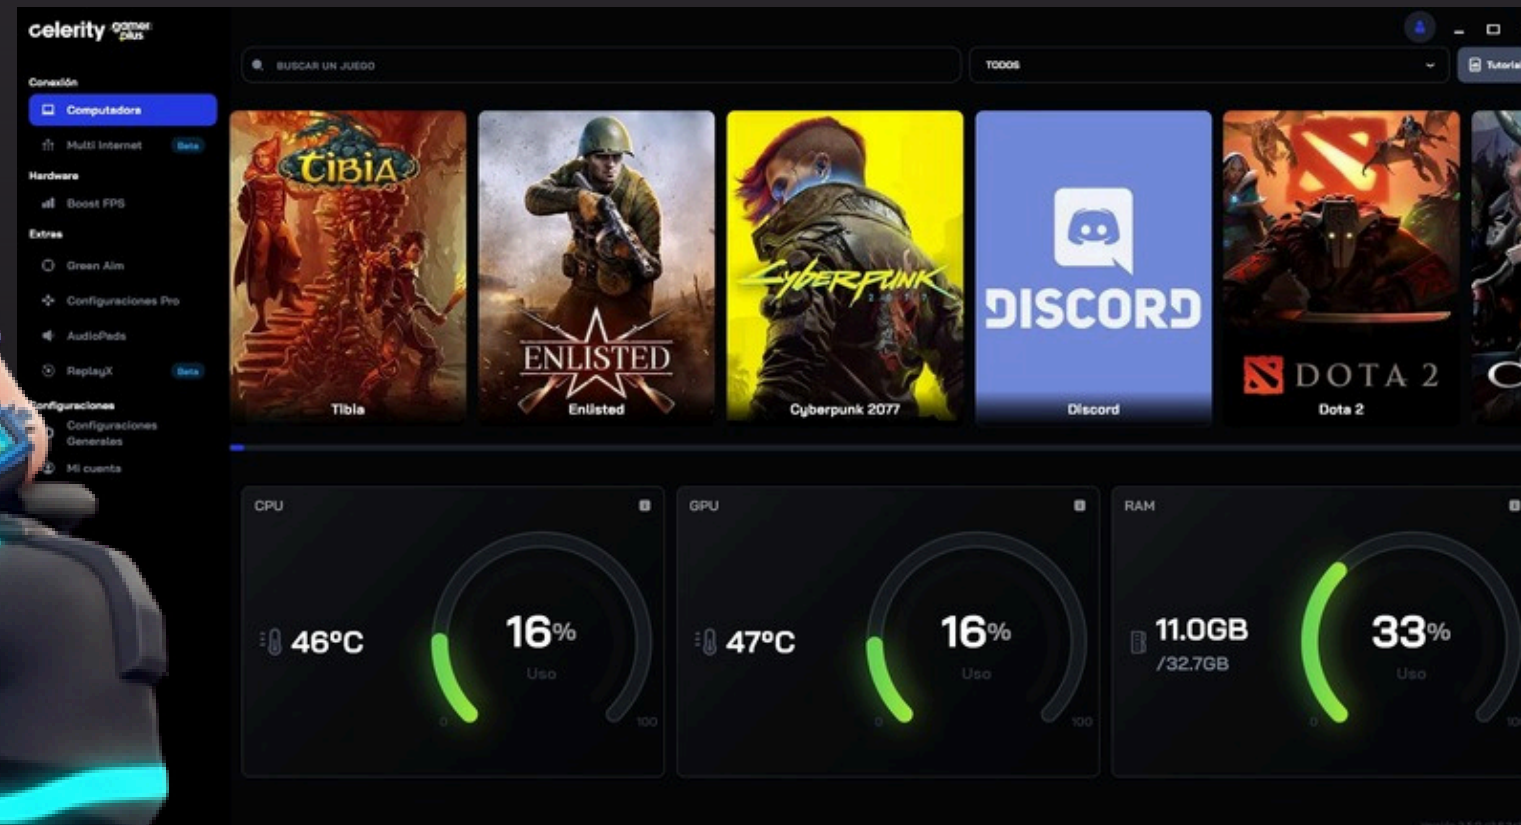 celerity gamer plus
BUSCAR UN JUEGO
TODOS
Tutorial
Conexión
Computadora
Multi Internet Beta
Hardware
Boost FPS
Extras
Green Aim
Configuraciones Pro
AudioPads
ReplayX Beta
Configuraciones
Configuraciones
Generales
Mi cuenta
TIBIA
Tibia
ENLISTED
Enlisted
CYBERPUNK
2077
Cyberpunk 2077
DISCORD
Discord
DOTA 2
Dota 2
C
CPU
46°C
16%
Uso
0 100
GPU
47°C
16%
Uso
0 100
RAM
11.0GB
/32.7GB
33%
Uso
0 100